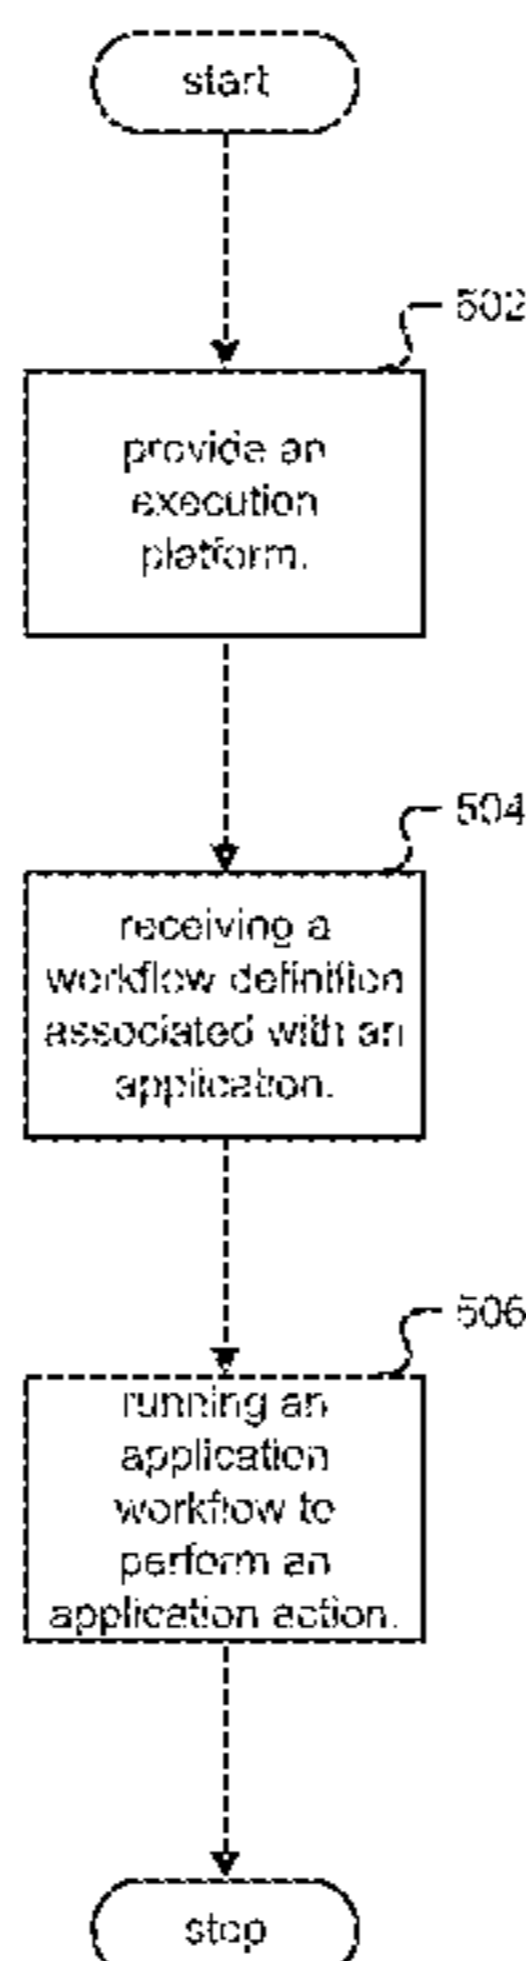 start
502
provide an
execution
platform.
504
receiving a
workflow definition
associated with an
application.
506
running an
application
workflow to
perform an
application action.
stop